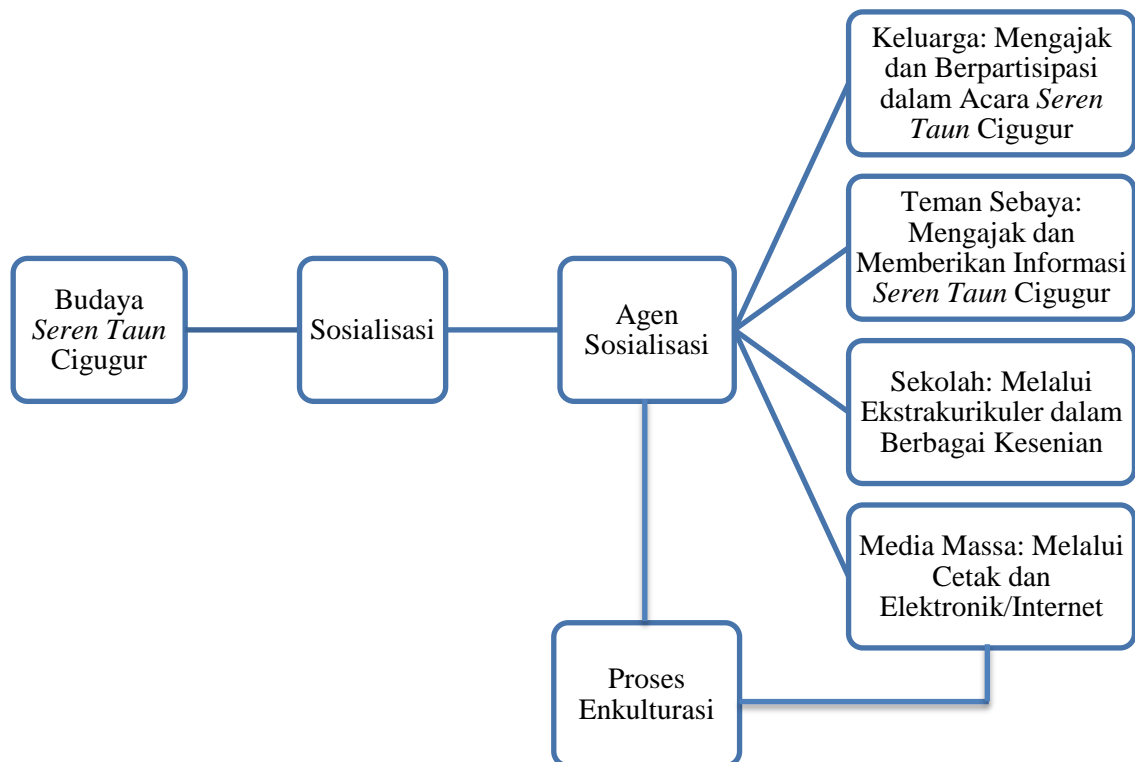 Budaya
Seren Taun
Cigugur
Sosialisasi
Agen
Sosialisasi
Keluarga: Mengajak
dan Berpartisipasi
dalam Acara Seren
Taun Cigugur
Teman Sebaya:
Mengajak dan
Memberikan Informasi
Seren Taun Cigugur
Sekolah: Melalui
Ekstrakurikuler dalam
Berbagai Kesenian
Media Massa: Melalui
Cetak dan
Elektronik/Internet
Proses
Enkulturasi